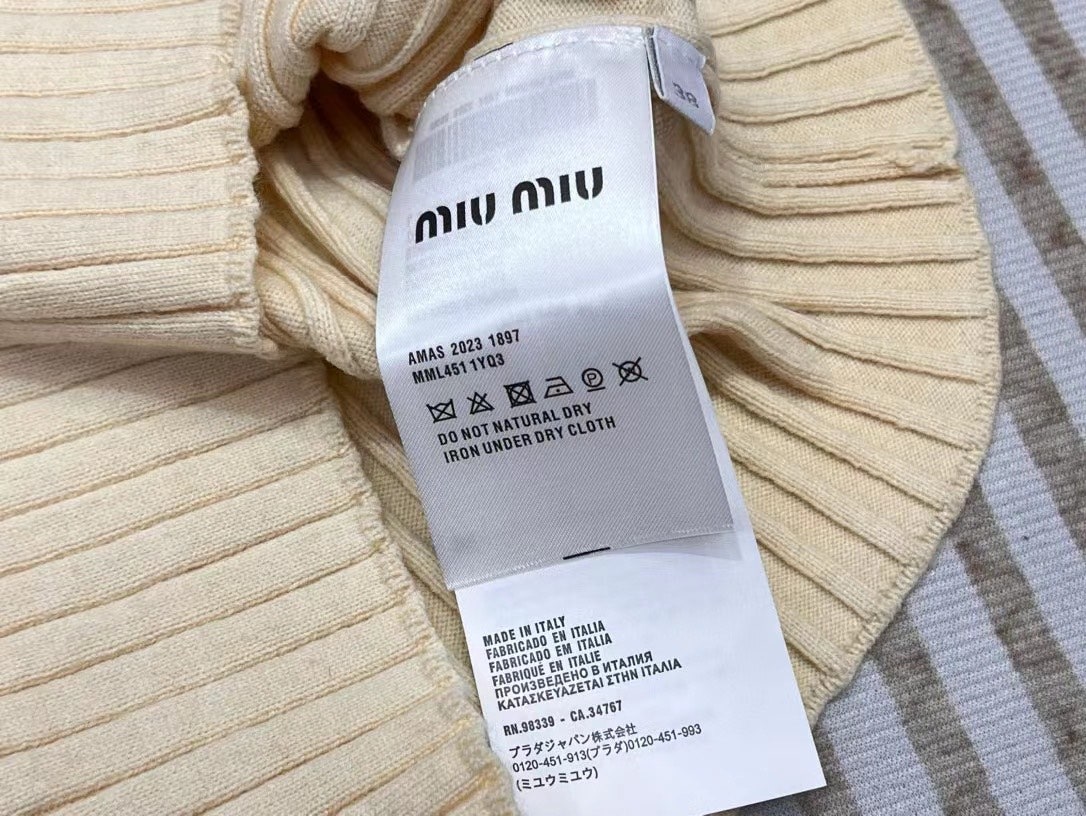 38
MIU MIU
AMAS 2023 1897
MML451 1YQ3
DO NOT NATURAL DRY
IRON UNDER DRY CLOTH
MADE IN ITALY
FABRICADO EN ITALIA
FABRICADO EM ITALIA
FABRIQUÉ EN ITALIE
ПРОИЗВЕДЕНО В ИТАЛИЯ
ΚΑΤΑΣΚΕΥΑΖΕΤΑΙ ΣΤΗΝ ΙΤΑΛΙΑ
RN.98339 - CA.34767
プラダジャパン株式会社
0120-451-913(プラダ)0120-451-993
(ミユウミユウ)